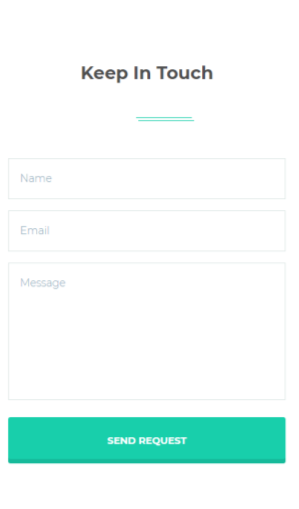 Keep In Touch
Name
Email
Message
SEND REQUEST